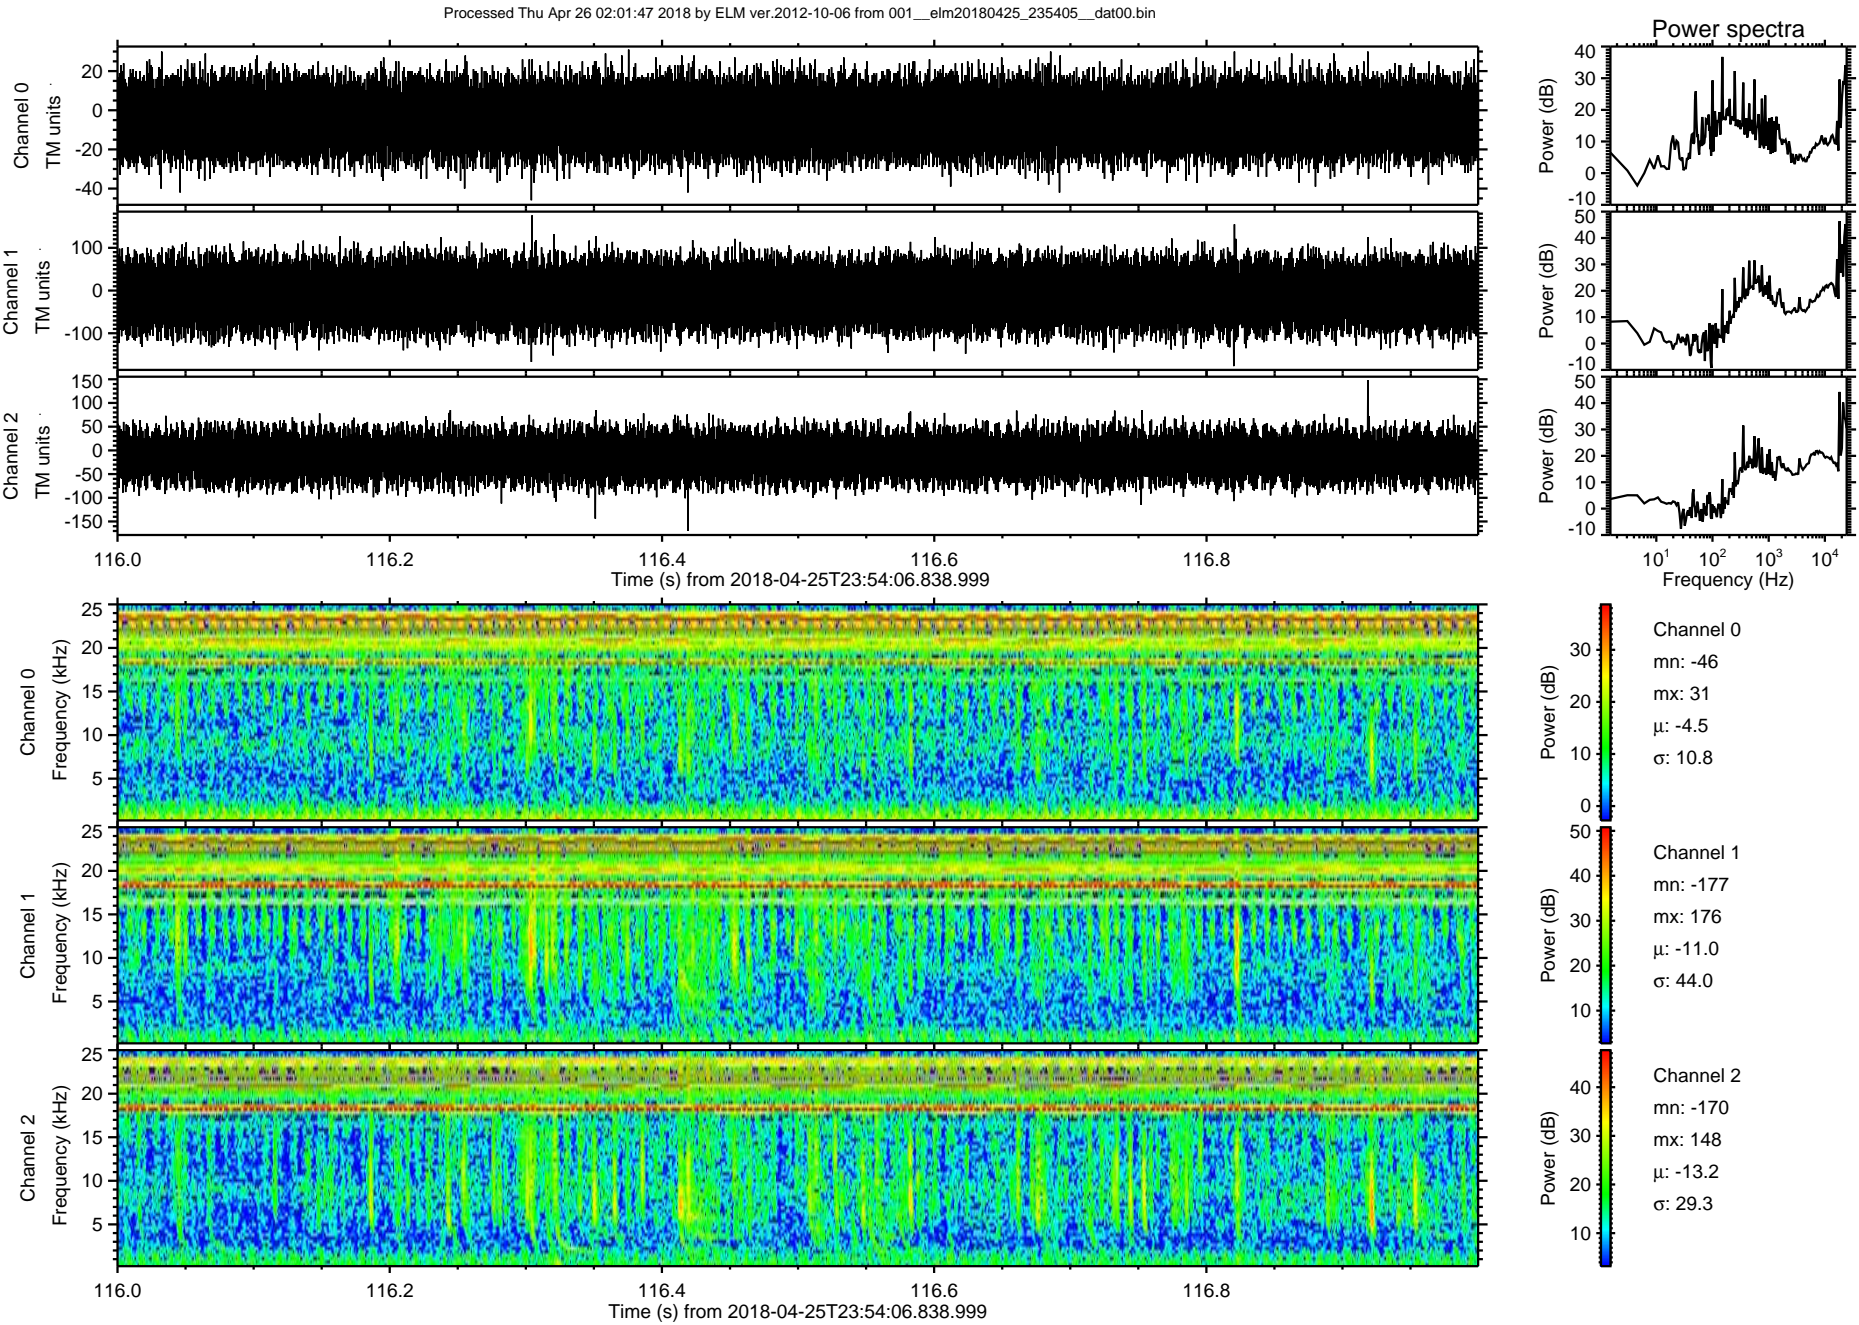 Processed Thu Apr 26 02:01:47 2018 by ELM ver.2012-10-06 from 001__elm20180425_235405__dat00.bin
Power spectra
Channel 0
TM units
20
0
-20
-40
Power (dB)
40
30
20
10
0
-10
Channel 1
TM units
100
0
-100
Power (dB)
50
40
30
20
10
0
-10
Channel 2
TM units
150
100
50
0
-50
-100
-150
Power (dB)
50
40
30
20
10
0
-10
116.0 116.2 116.4 116.6 116.8
Time (s) from 2018-04-25T23:54:06.838.999
10^1 10^2 10^3 10^4
Frequency (Hz)
Channel 0
Frequency (kHz)
25
20
15
10
5
Power (dB)
30
20
10
0
Channel 0
mn: -46
mx: 31
μ: -4.5
σ: 10.8
Channel 1
Frequency (kHz)
25
20
15
10
5
Power (dB)
50
40
30
20
10
Channel 1
mn: -177
mx: 176
μ: -11.0
σ: 44.0
Channel 2
Frequency (kHz)
25
20
15
10
5
Power (dB)
40
30
20
10
Channel 2
mn: -170
mx: 148
μ: -13.2
σ: 29.3
116.0 116.2 116.4 116.6 116.8
Time (s) from 2018-04-25T23:54:06.838.999